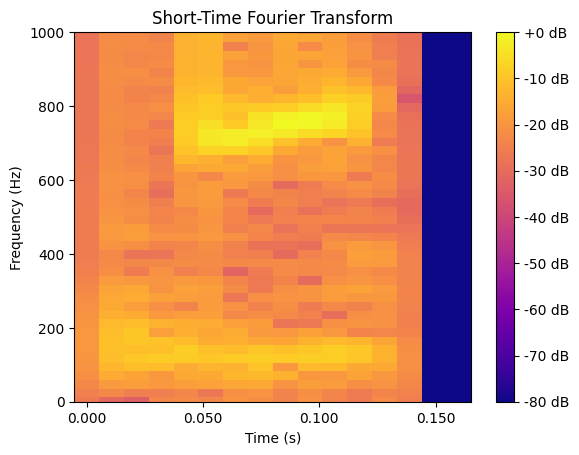 Short-Time Fourier Transform
1000
800
600
400
200
0
Frequency (Hz)
0.000
0.050
0.100
0.150
Time (s)
+0 dB
-10 dB
-20 dB
-30 dB
-40 dB
-50 dB
-60 dB
-70 dB
-80 dB